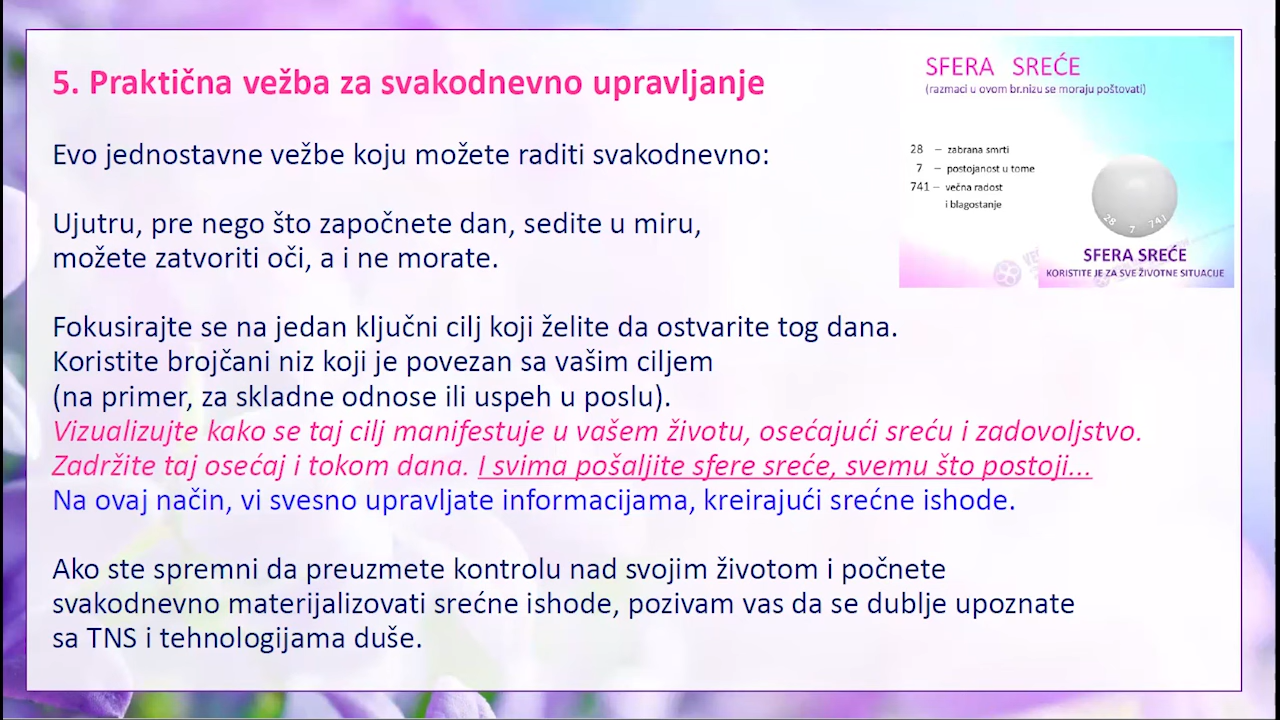 5. Praktična vežba za svakodnevno upravljanje
Evo jednostavne vežbe koju možete raditi svakodnevno:
Ujutru, pre nego što započnete dan, sedite u miru,
možete zatvoriti oči, a i ne morate.
Fokusirajte se na jedan ključni cilj koji želite da ostvarite tog dana.
Koristite brojčani niz koji je povezan sa vašim ciljem
(na primer, za skladne odnose ili uspeh u poslu).
Vizualizujte kako se taj cilj manifestuje u vašem životu, osećajući sreću i zadovoljstvo.
Zadržite taj osećaj i tokom dana. I svima pošaljite sfere sreće, svemu što postoji...
Na ovaj način, vi svesno upravljate informacijama, kreirajući srećne ishode.
Ako ste spremni da preuzmete kontrolu nad svojim životom i počnete
svakodnevno materijalizovati srećne ishode, pozivam vas da se dublje upoznate
sa TNS i tehnologijama duše.
SFERA SREĆE
(razmaci u ovom br.nizu se moraju poštovati)
28 – zabrana smrti
7 – postojanost u tome
741 – večna radost
i blagostanje
28 7 741
SFERA SREĆE
KORISTITE JE ZA SVE ŽIVOTNE SITUACIJE